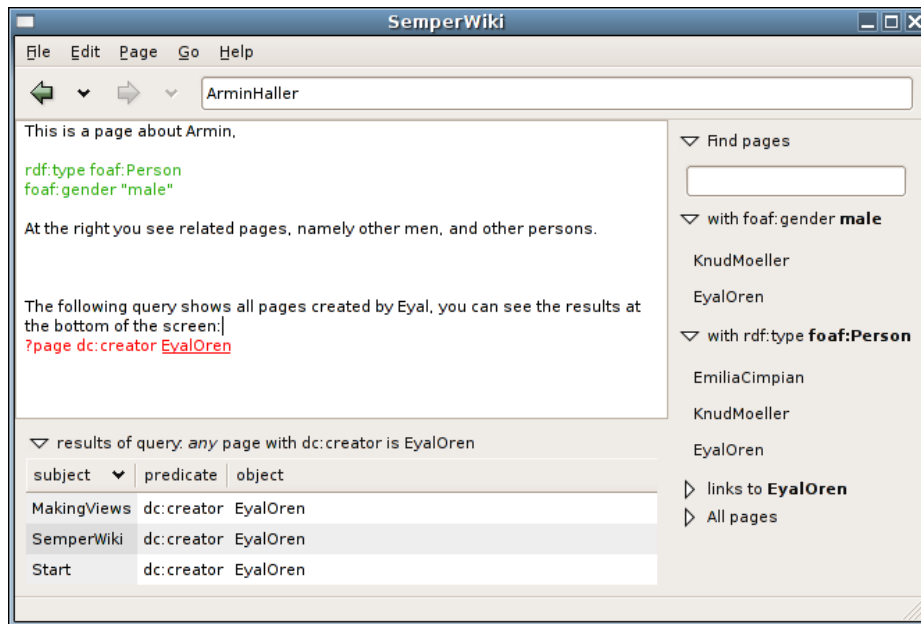 SemperWiki
File Edit Page Go Help
ArminHaller
This is a page about Armin,
rdf:type foaf:Person
foaf:gender "male"
At the right you see related pages, namely other men, and other persons.
The following query shows all pages created by Eyal, you can see the results at
the bottom of the screen:
?page dc:creator EyalOren
results of query: any page with dc:creator is EyalOren
subject predicate object
MakingViews dc:creator EyalOren
SemperWiki dc:creator EyalOren
Start dc:creator EyalOren
Find pages
with foaf:gender male
KnudMoeller
EyalOren
with rdf:type foaf:Person
EmiliaCimpian
KnudMoeller
EyalOren
links to EyalOren
All pages